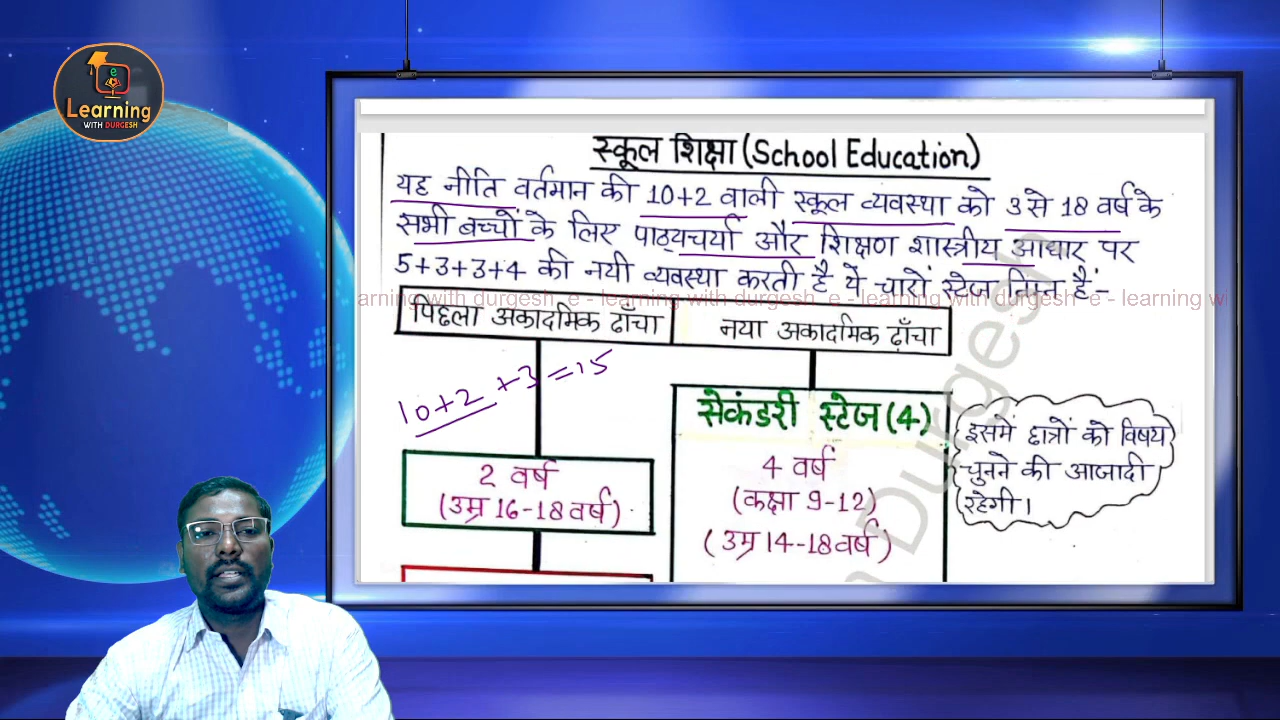 e
Learning
WITH DURGESH
स्कूल शिक्षा (School Education)
यह नीति वर्तमान की 10+2 वाली स्कूल व्यवस्था को 3 से 18 वर्ष के
सभी बच्चों के लिए पाठ्यचर्या और शिक्षण शास्त्रीय आधार पर
5+3+3+4 की नयी व्यवस्था करती है ये चारों स्टेज निम्न हैं:-
arning with durgesh e - learning with durgesh e - learning with durgesh e - learning wi
पिछला अकादमिक ढाँचा
नया अकादमिक ढ़ाँचा
10+2 +3 =15
2 वर्ष
(उम्र 16-18 वर्ष)
सेकंडरी स्टेज (4)
4 वर्ष
(कक्षा 9-12)
(उम्र 14-18 वर्ष)
इसमें छात्रों को विषय
चुनने की आजादी
रहेगी।
Durgesh